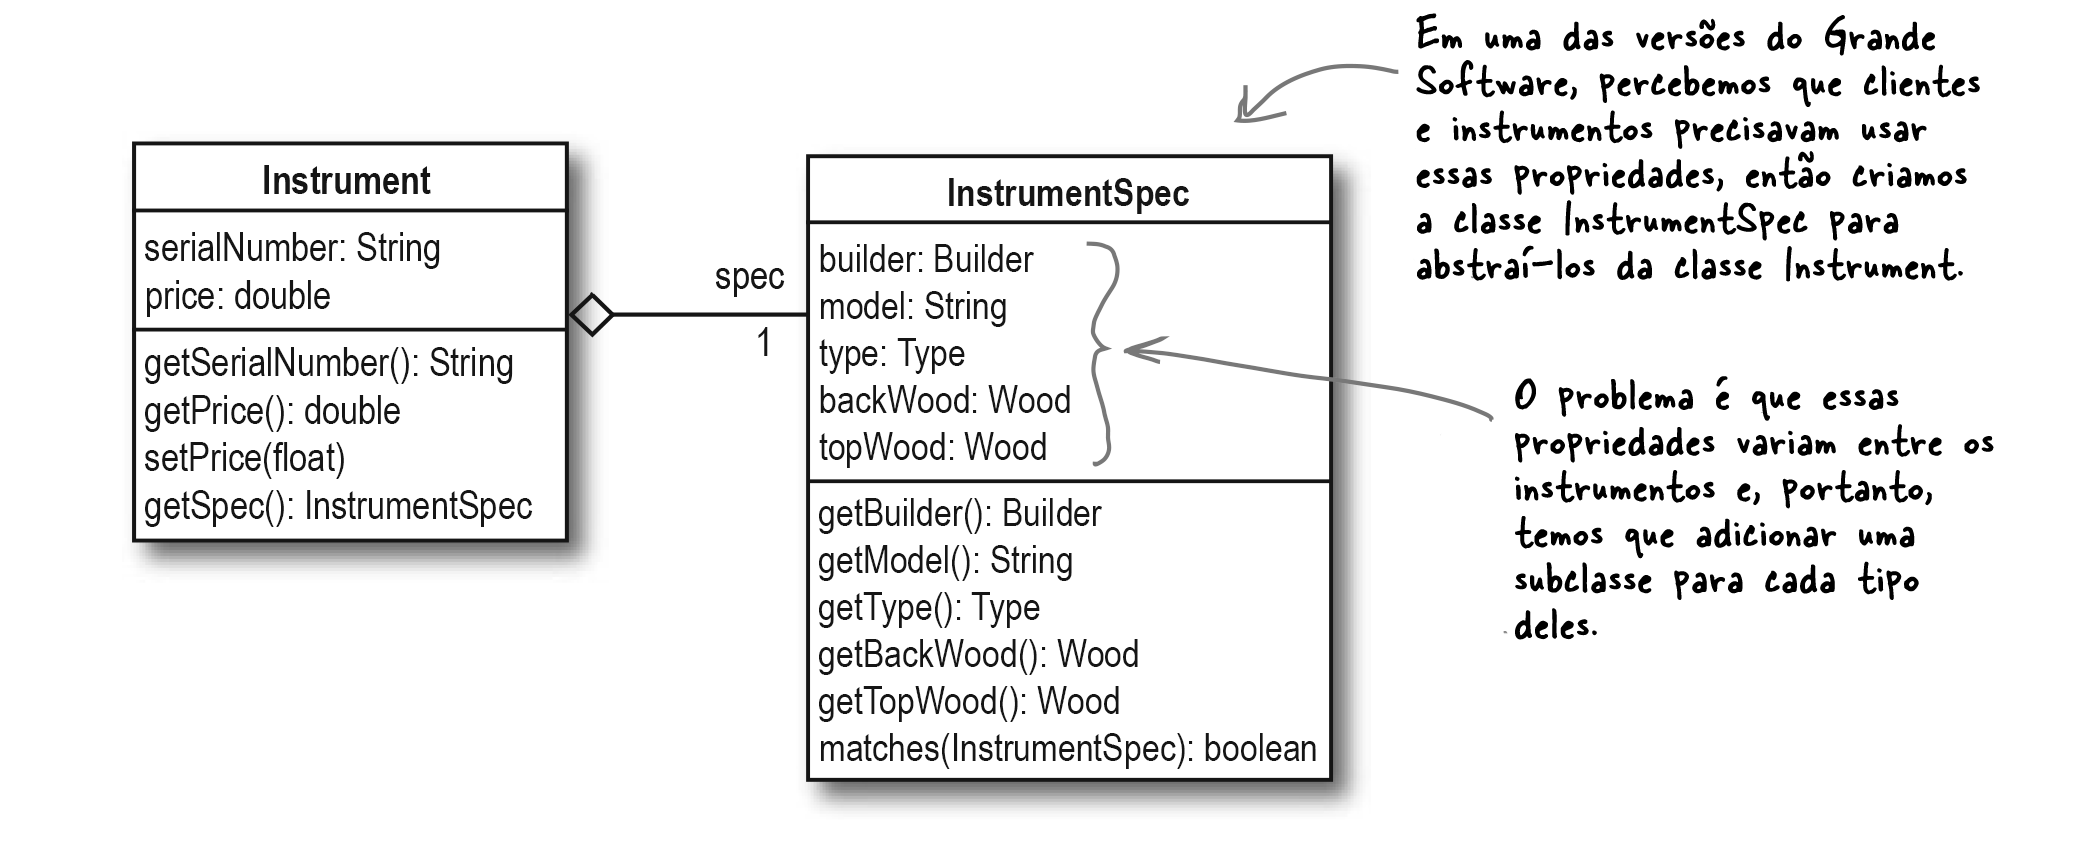 Em uma das versões do Grande
Software, percebemos que clientes
e instrumentos precisavam usar
essas propriedades, então criamos
a classe InstrumentSpec para
abstraí-los da classe Instrument.
Instrument
serialNumber: String
price: double
getSerialNumber(): String
getPrice(): double
setPrice(float)
getSpec(): InstrumentSpec
spec
1
InstrumentSpec
builder: Builder
model: String
type: Type
backWood: Wood
topWood: Wood
getBuilder(): Builder
getModel(): String
getType(): Type
getBackWood(): Wood
getTopWood(): Wood
matches(InstrumentSpec): boolean
O problema é que essas
propriedades variam entre os
instrumentos e, portanto,
temos que adicionar uma
subclasse para cada tipo
deles.